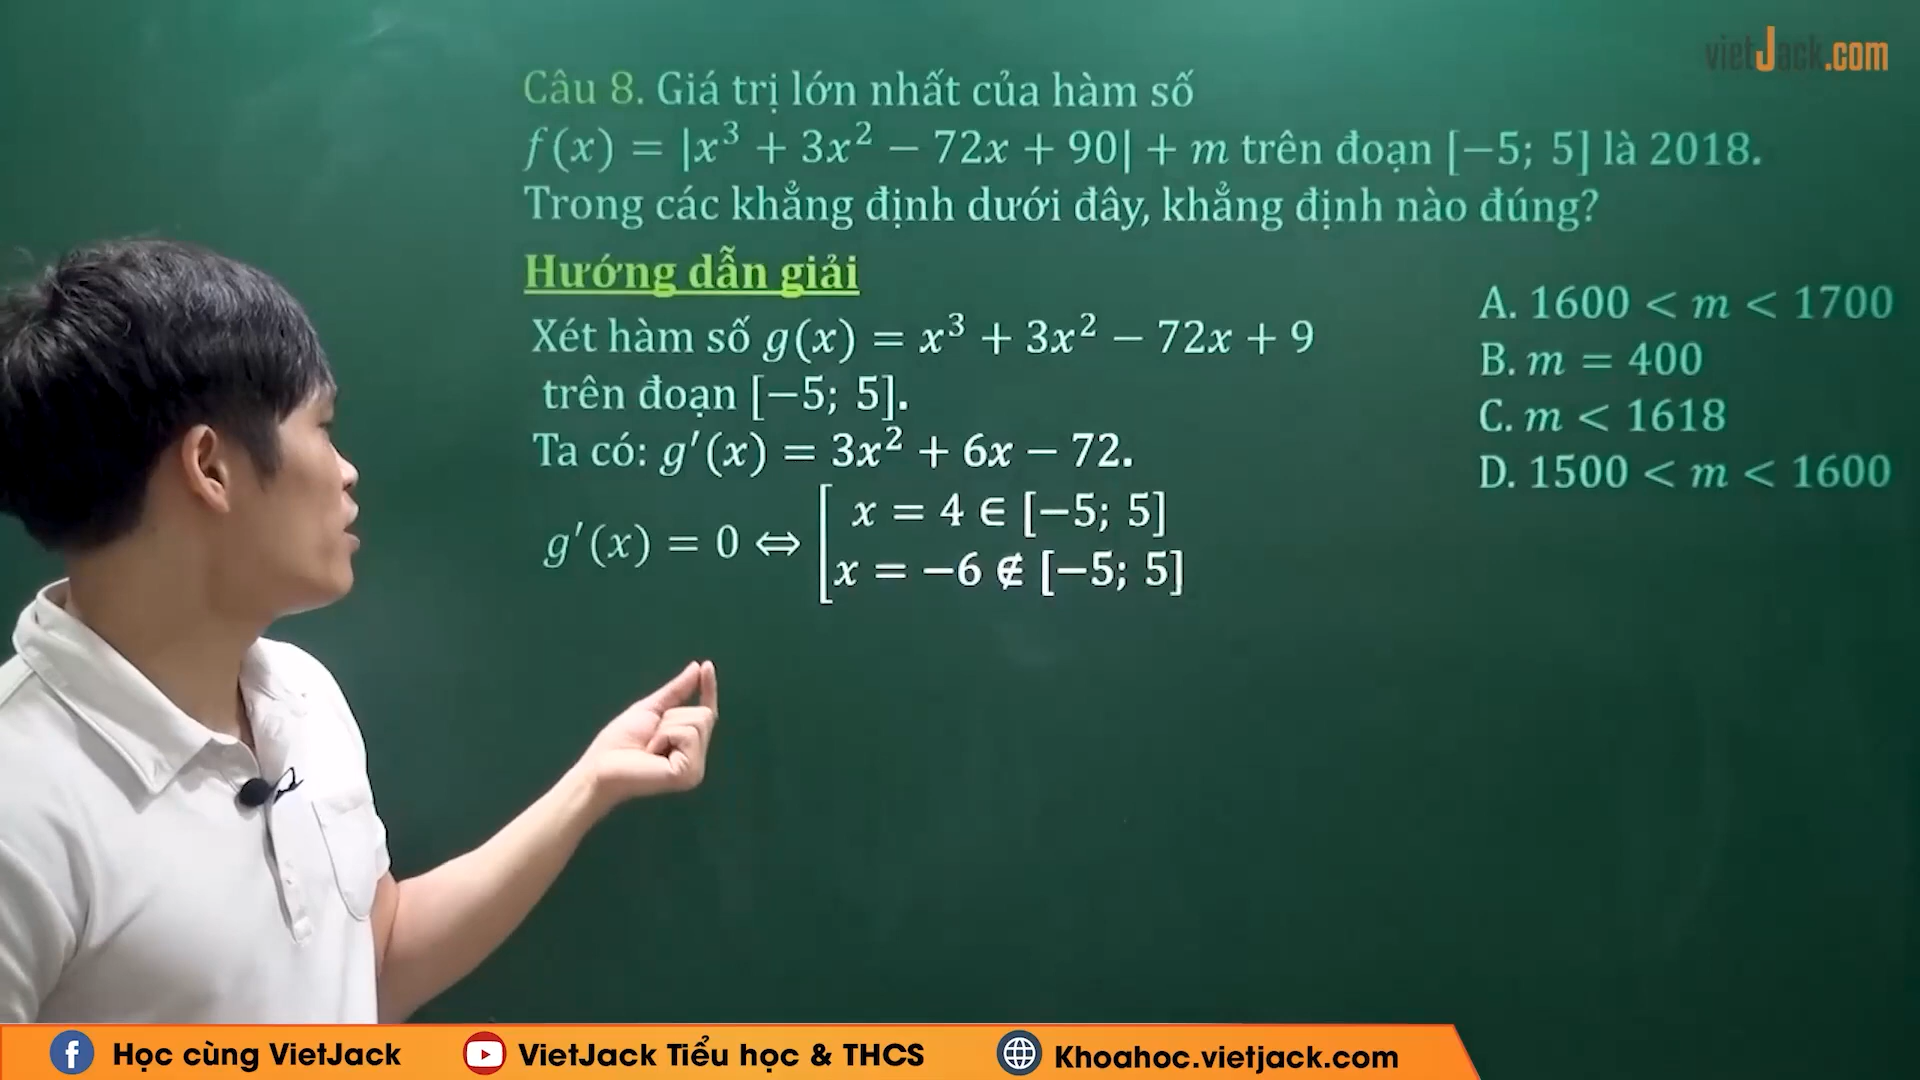 vietJack.com
Câu 8. Giá trị lớn nhất của hàm số
f(x) = |x³ + 3x² − 72x + 90| + m trên đoạn [−5; 5] là 2018.
Trong các khẳng định dưới đây, khẳng định nào đúng?
Hướng dẫn giải
Xét hàm số g(x) = x³ + 3x² − 72x + 9
trên đoạn [−5; 5].
Ta có: g′(x) = 3x² + 6x − 72.
g′(x) = 0 ⇔ [ x = 4 ∈ [−5; 5]
x = −6 ∉ [−5; 5]
A. 1600 < m < 1700
B. m = 400
C. m < 1618
D. 1500 < m < 1600
Học cùng VietJack
VietJack Tiểu học & THCS
Khoahoc.vietjack.com